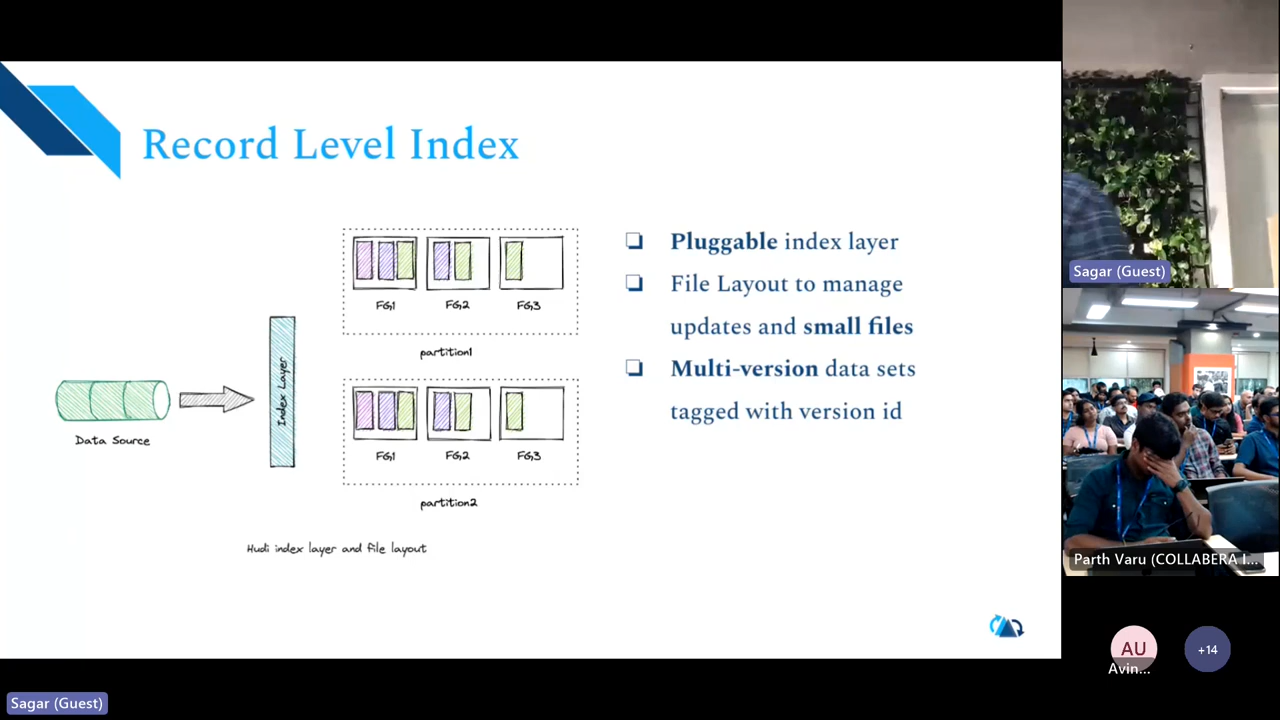 Record Level Index
FG1
FG2
FG3
partition1
Index Layer
Data Source
FG1
FG2
FG3
partition2
Hudi index layer and file layout
Pluggable index layer
File Layout to manage
updates and small files
Multi-version data sets
tagged with version id
Sagar (Guest)
Parth Varu (COLLABERA I...
AU
Avin...
+14
Sagar (Guest)